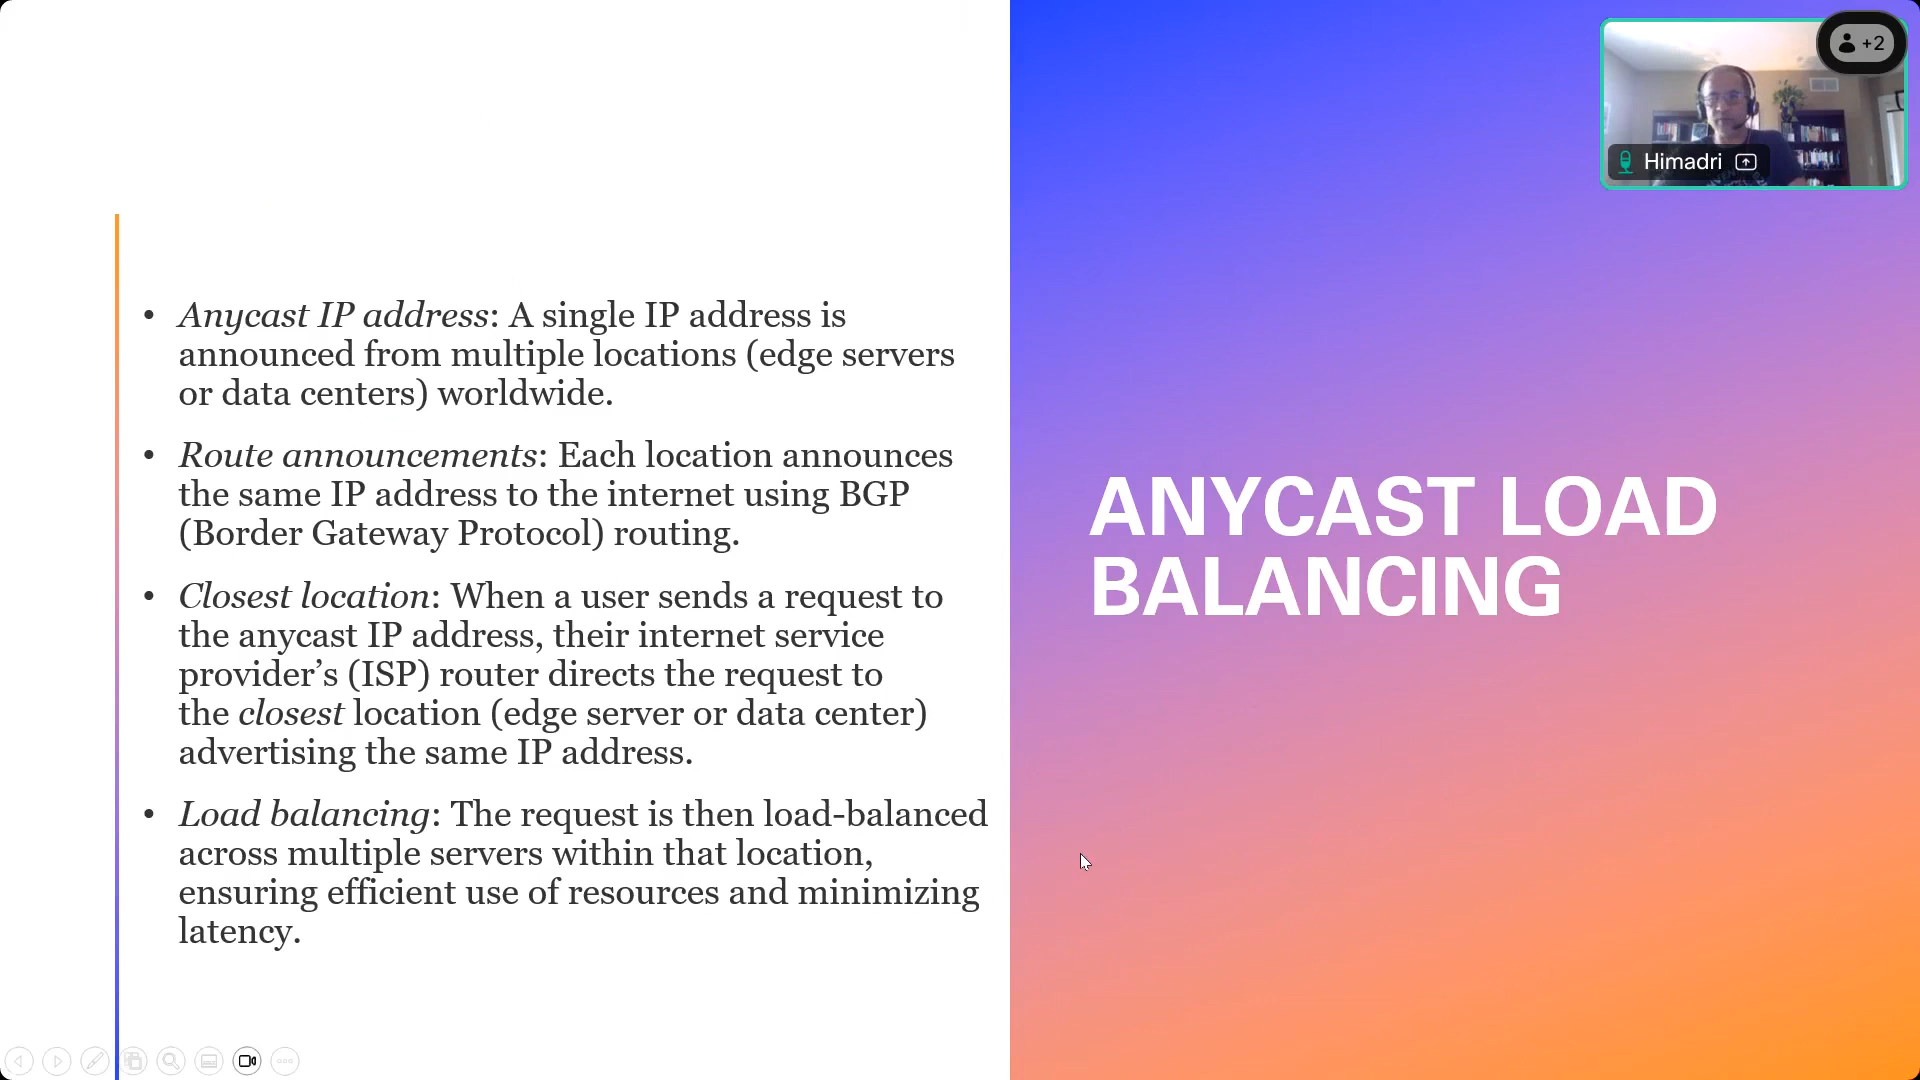 • Anycast IP address: A single IP address is
announced from multiple locations (edge servers
or data centers) worldwide.
• Route announcements: Each location announces
the same IP address to the internet using BGP
(Border Gateway Protocol) routing.
• Closest location: When a user sends a request to
the anycast IP address, their internet service
provider’s (ISP) router directs the request to
the closest location (edge server or data center)
advertising the same IP address.
• Load balancing: The request is then load-balanced
across multiple servers within that location,
ensuring efficient use of resources and minimizing
latency.
ANYCAST LOAD
BALANCING
+2
Himadri